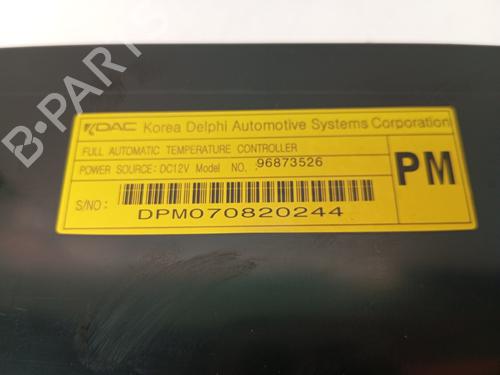 KDAC Korea Delphi Automotive Systems Corporation
FULL AUTOMATIC TEMPERATURE CONTROLLER
POWER SOURCE: DC12V Model NO. 96873526
PM
S/NO:
DPM070820244
B-PARTS